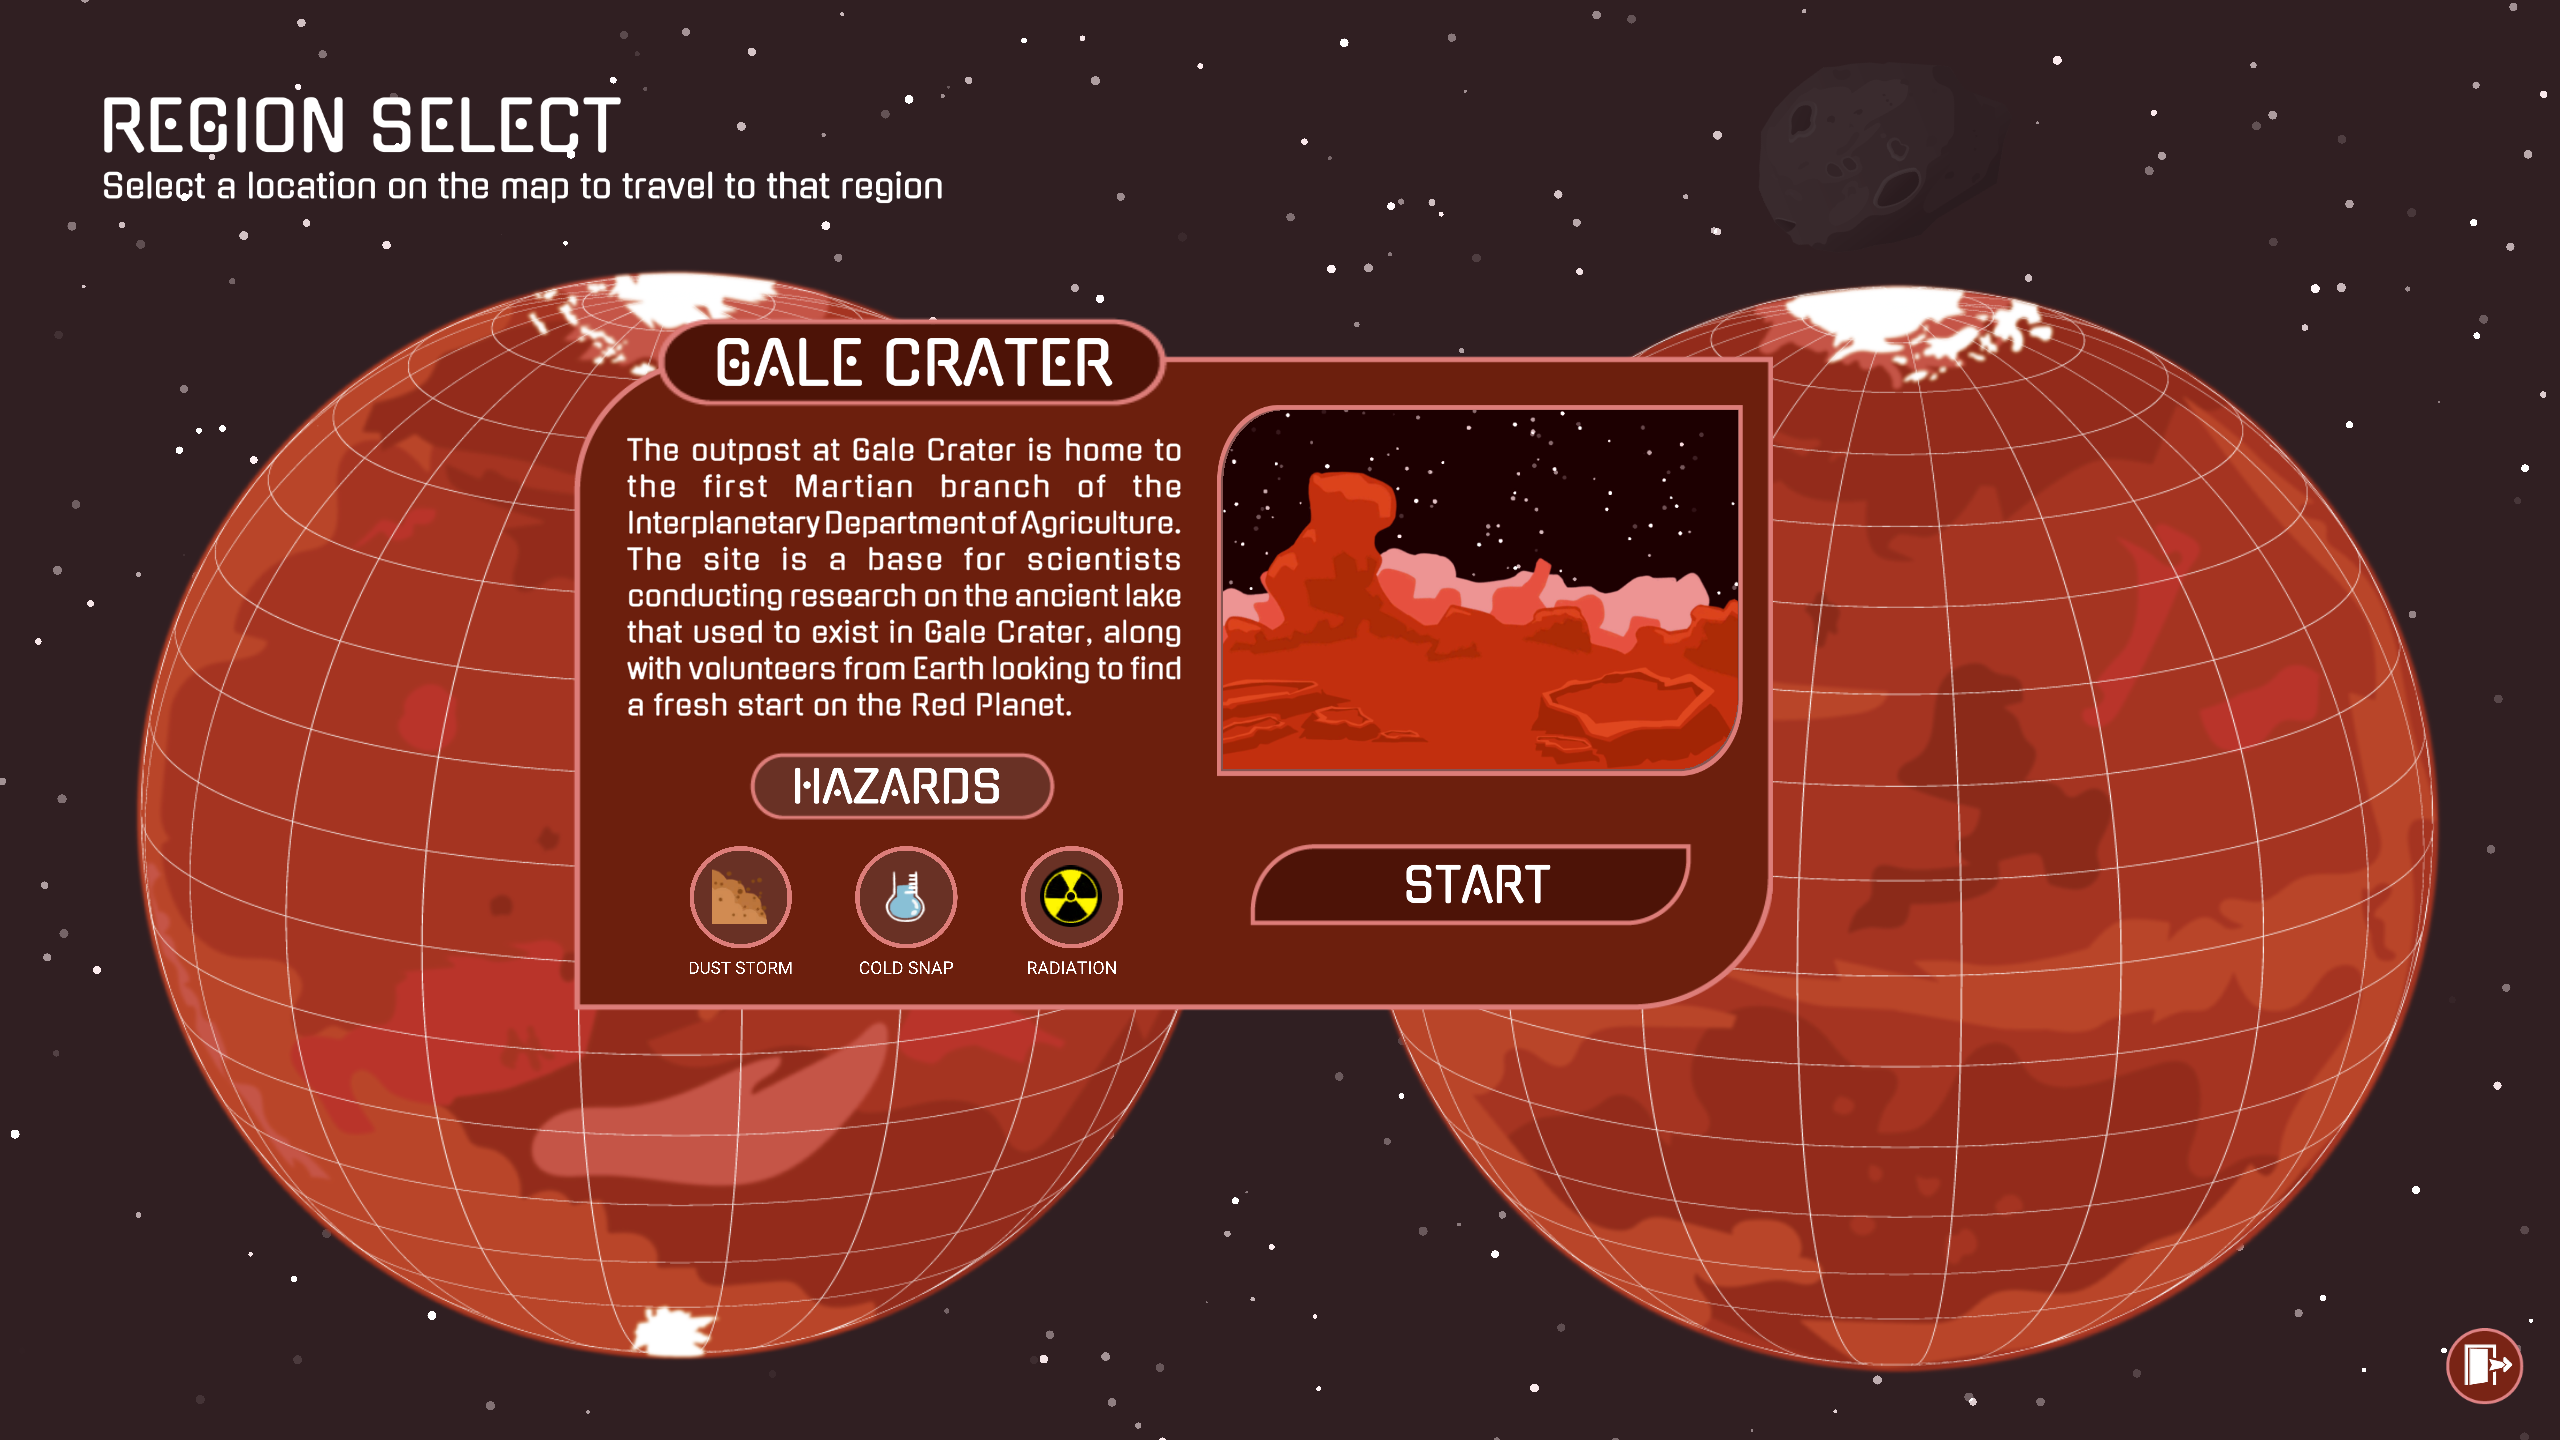 REGION SELECT
Select a location on the map to travel to that region
GALE CRATER
The outpost at Gale Crater is home to
the first Martian branch of the
Interplanetary Department of Agriculture.
The site is a base for scientists
conducting research on the ancient lake
that used to exist in Gale Crater, along
with volunteers from Earth looking to find
a fresh start on the Red Planet.
HAZARDS
DUST STORM
COLD SNAP
RADIATION
START